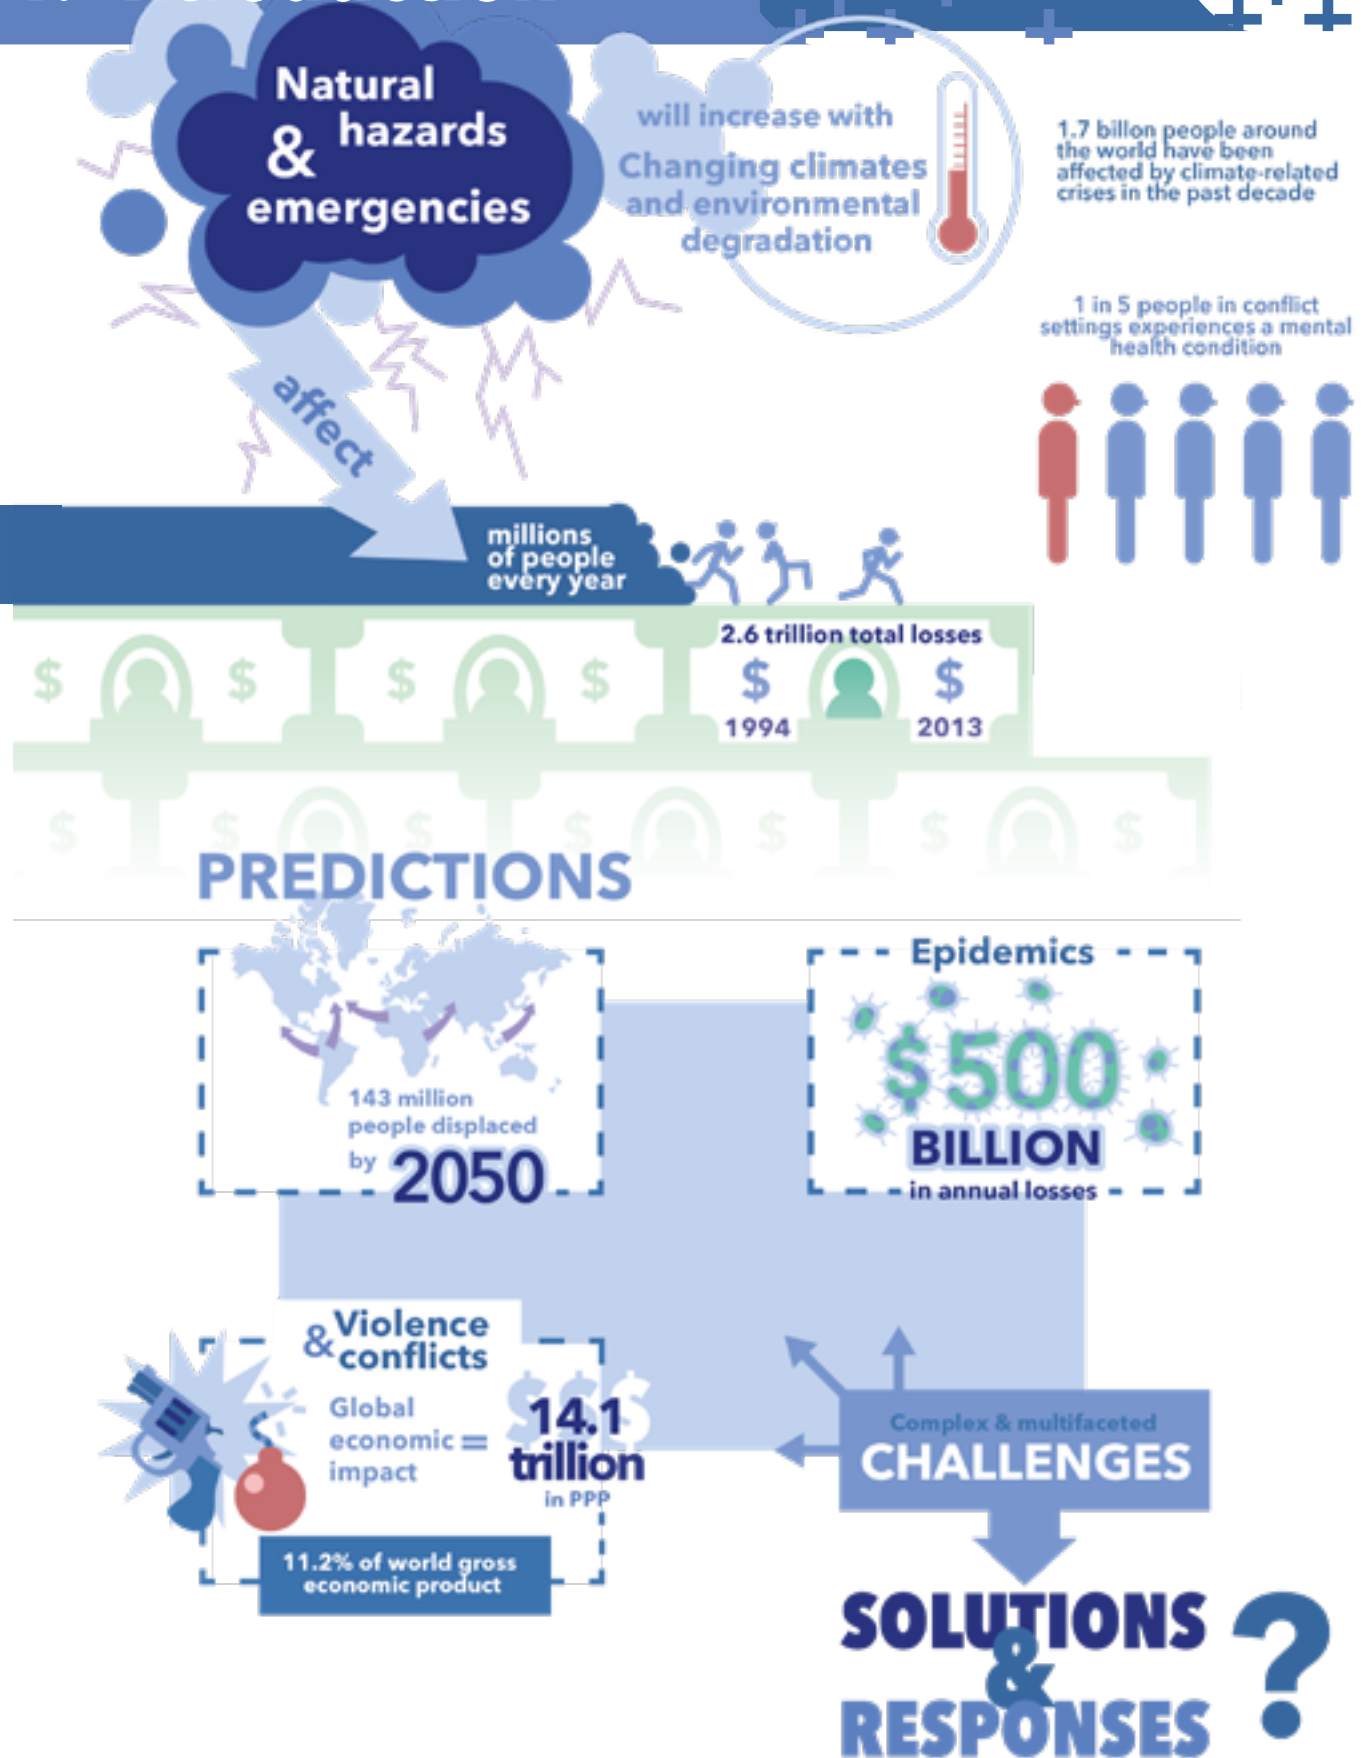 Natural
& hazards
emergencies
will increase with
Changing climates
and environmental
degradation
1.7 billon people around
the world have been
affected by climate-related
crises in the past decade
1 in 5 people in conflict
settings experiences a mental
health condition
affect
millions
of people
every year
2.6 trillion total losses
$ $ $ $ $ $
1994 2013
$ $ $ $ $ $ $
PREDICTIONS
143 million
people displaced
by 2050
Epidemics
$500
BILLION
in annual losses
Violence
& conflicts
Global
economic =
impact
$$$
14.1
trillion
in PPP
11.2% of world gross
economic product
Complex & multifaceted
CHALLENGES
SOLUTIONS
&
RESPONSES
?